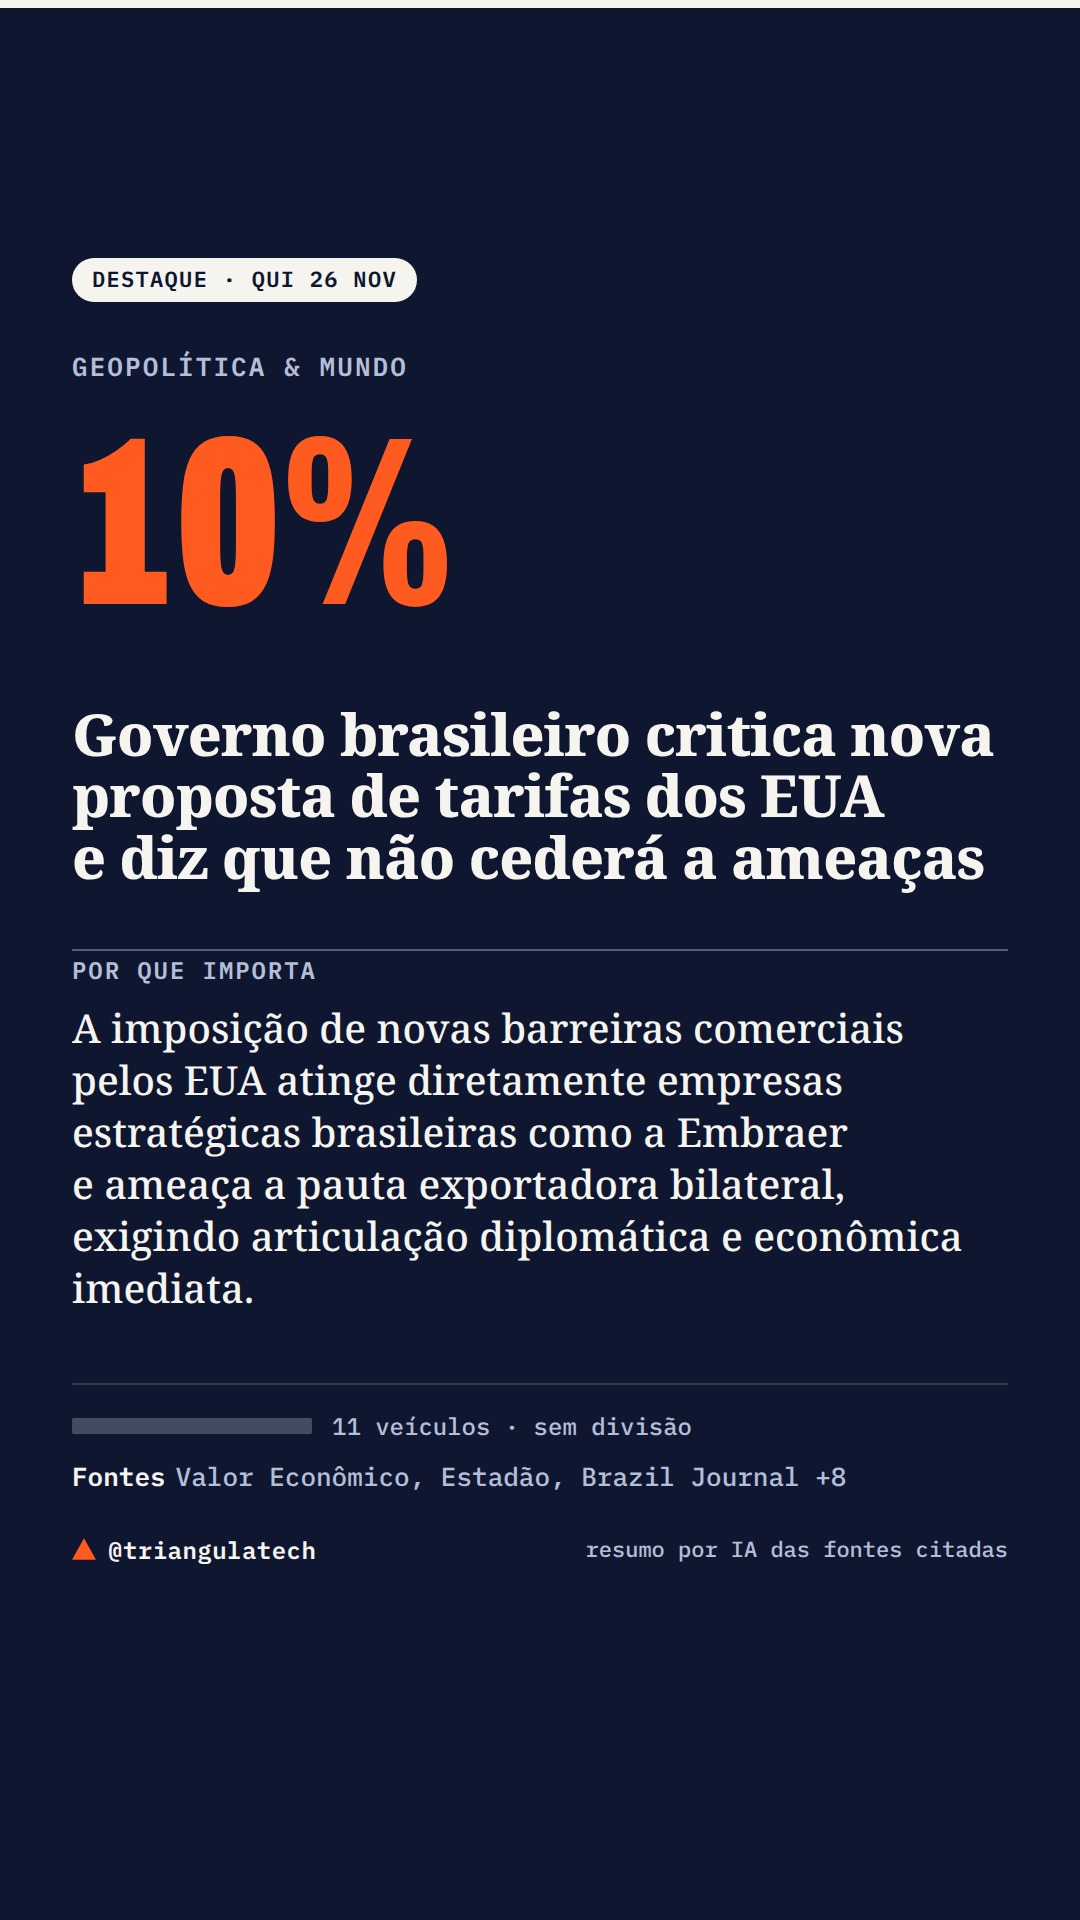 DESTAQUE · QUI 26 NOV
GEOPOLÍTICA & MUNDO
10%
Governo brasileiro critica nova
proposta de tarifas dos EUA
e diz que não cederá a ameaças
POR QUE IMPORTA
A imposição de novas barreiras comerciais
pelos EUA atinge diretamente empresas
estratégicas brasileiras como a Embraer
e ameaça a pauta exportadora bilateral,
exigindo articulação diplomática e econômica
imediata.
11 veículos · sem divisão
Fontes Valor Econômico, Estadão, Brazil Journal +8
@triangulatech
resumo por IA das fontes citadas